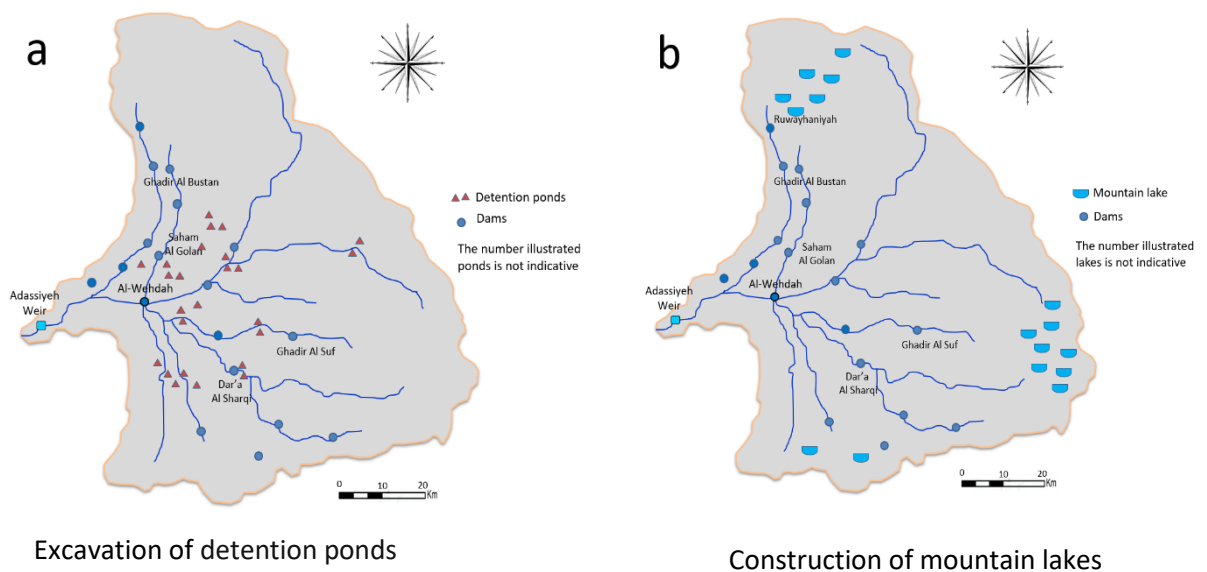 a
Ghadir Al Bustan
Saham
Al Golan
Al-Wehdah
Adassiyeh
Weir
Ghadir Al Suf
Dar'a
Al Sharqi
Detention ponds
Dams
The number illustrated
ponds is not indicative
0 10 20
Km
Excavation of detention ponds
b
Ruwayhaniyah
Ghadir Al Bustan
Saham
Al Golan
Al-Wehdah
Adassiyeh
Weir
Ghadir Al Suf
Dar'a
Al Sharqi
Mountain lake
Dams
The number illustrated
lakes is not indicative
0 10 20
Km
Construction of mountain lakes